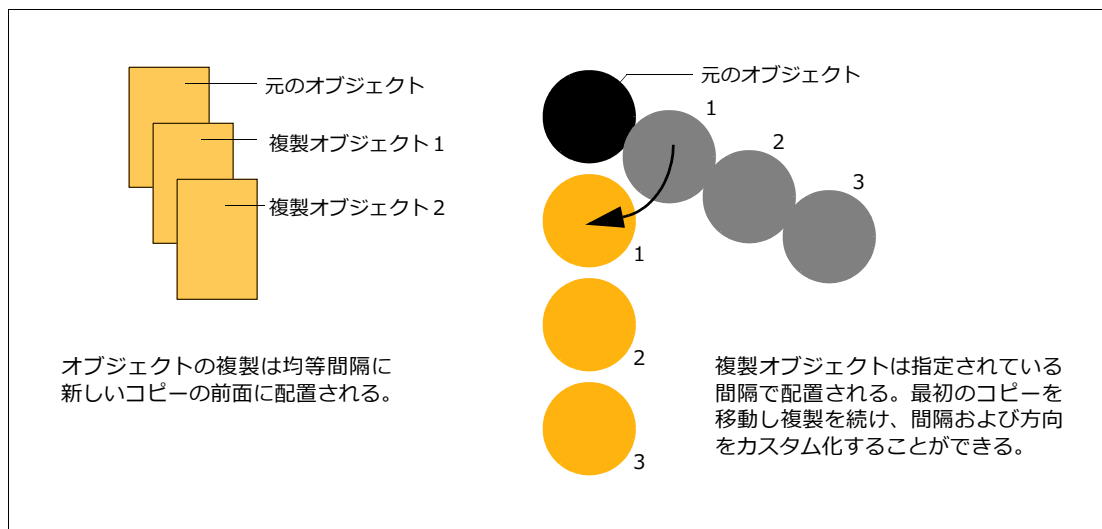 元のオブジェクト
複製オブジェクト１
複製オブジェクト２
オブジェクトの複製は均等間隔に
新しいコピーの前面に配置される。
元のオブジェクト
1
2
3
1
2
3
複製オブジェクトは指定されている
間隔で配置される。最初のコピーを
移動し複製を続け、間隔および方向
をカスタム化することができる。